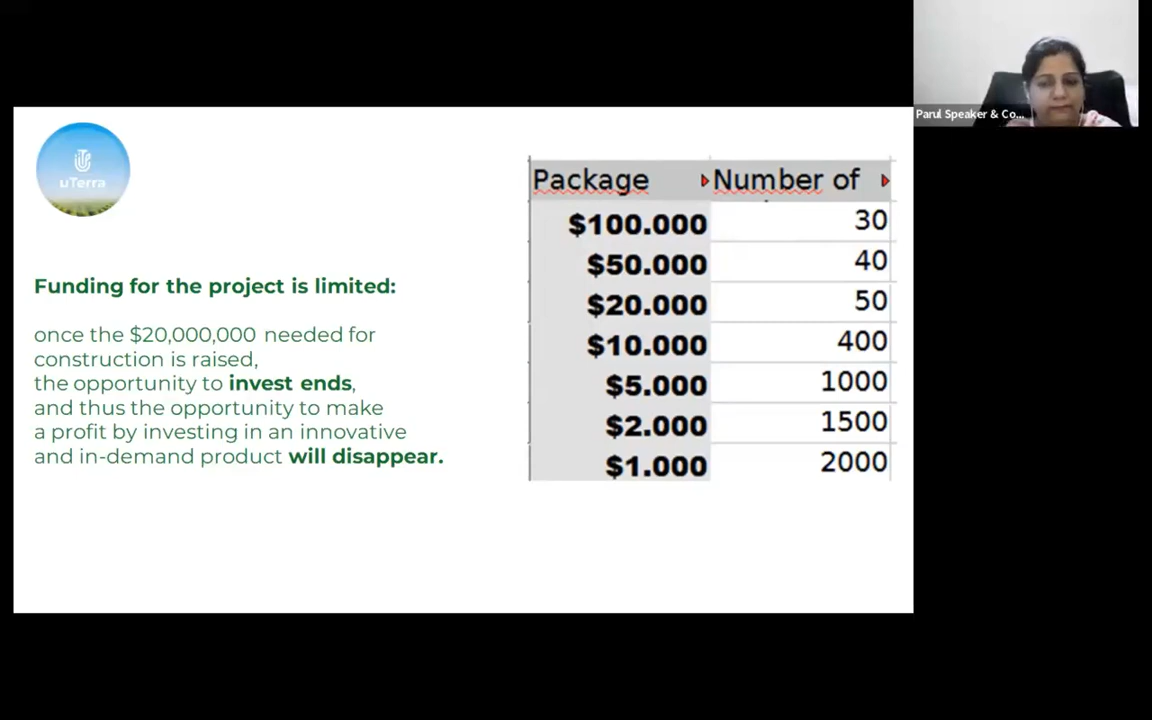 Parul Speaker & Co...
uTerra
Package Number of
$100.000 30
$50.000 40
$20.000 50
$10.000 400
$5.000 1000
$2.000 1500
$1.000 2000
Funding for the project is limited:
once the $20,000,000 needed for
construction is raised,
the opportunity to invest ends,
and thus the opportunity to make
a profit by investing in an innovative
and in-demand product will disappear.